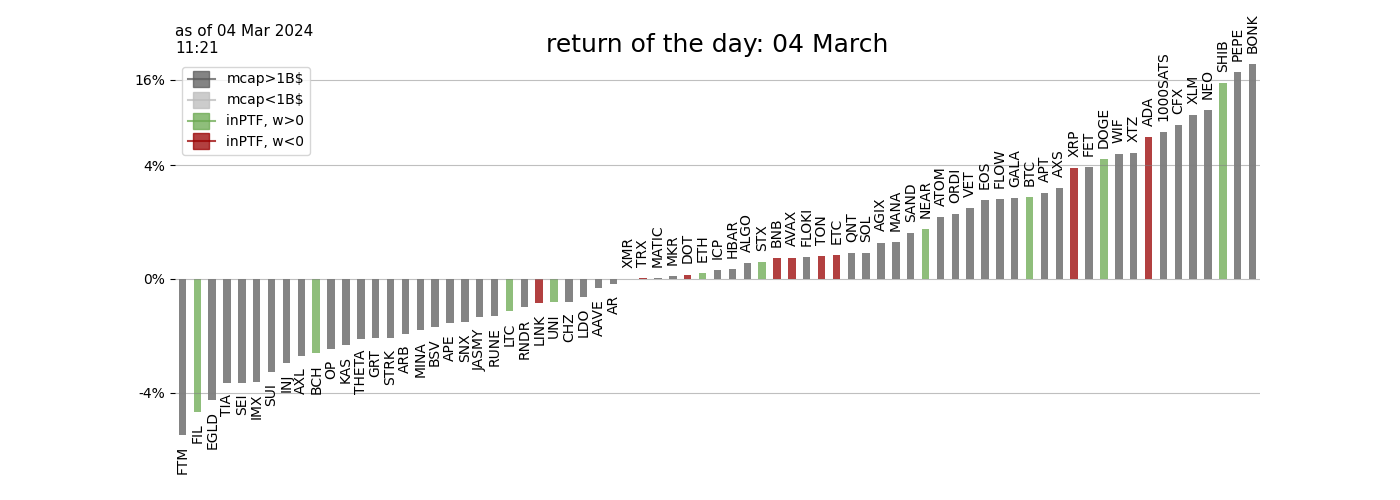 as of 04 Mar 2024
11:21
return of the day: 04 March
mcap>1B$
mcap<1B$
inPTF, w>0
inPTF, w<0
16%
4%
0%
-4%
FTM
FIL
EGLD
TIA
SEI
IMX
SUI
INJ
AXL
BCH
OP
KAS
THETA
GRT
STRK
ARB
MINA
BSV
APE
SNX
JASMY
RUNE
LTC
RNDR
LINK
UNI
CHZ
LDO
AAVE
AR
XMR
TRX
MATIC
MKR
DOT
ETH
ICP
HBAR
ALGO
STX
BNB
AVAX
FLOKI
TON
ETC
QNT
SOL
AGIX
MANA
SAND
NEAR
ATOM
ORDI
VET
EOS
FLOW
GALA
BTC
APT
AXS
XRP
FET
DOGE
WIF
XTZ
ADA
1000SATS
CFX
XLM
NEO
SHIB
PEPE
BONK